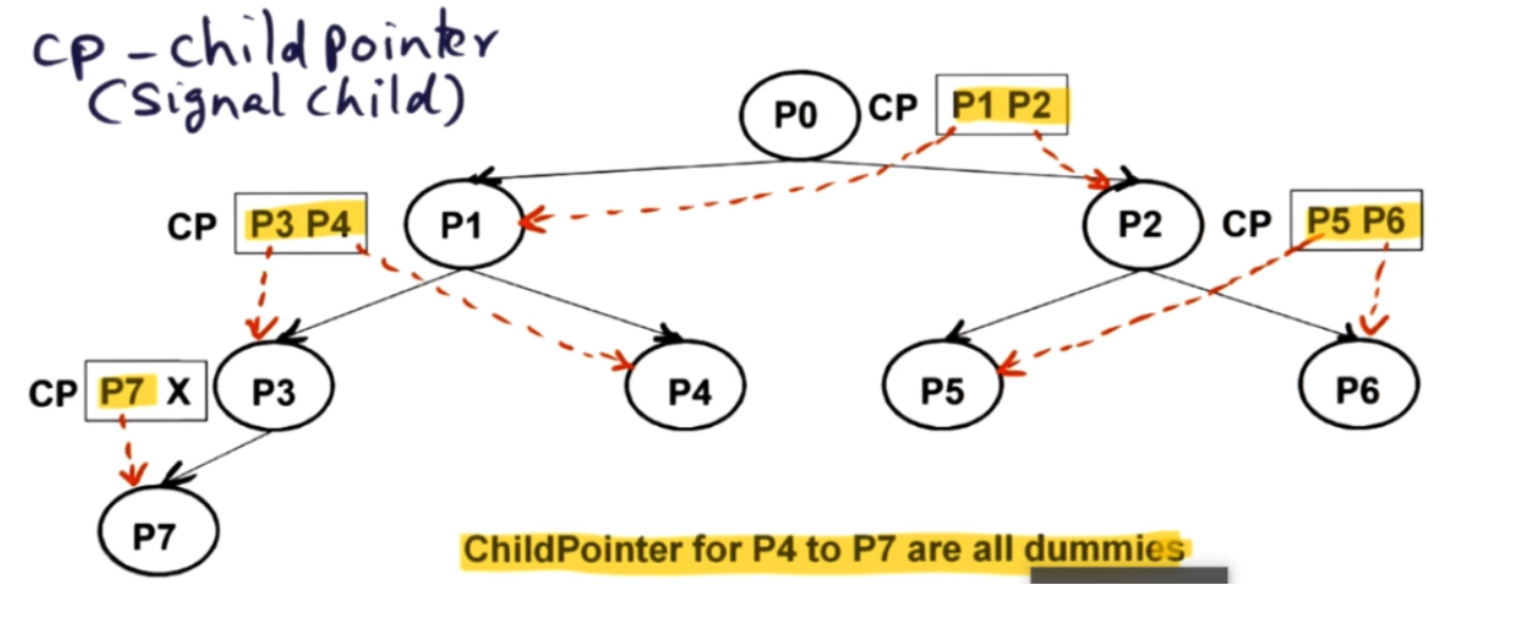 CP - Child Pointer
(Signal Child)
P0 CP P1 P2
CP P3 P4 P1 P2 CP P5 P6
CP P7 X P3 P4 P5 P6
P7
ChildPointer for P4 to P7 are all dummies